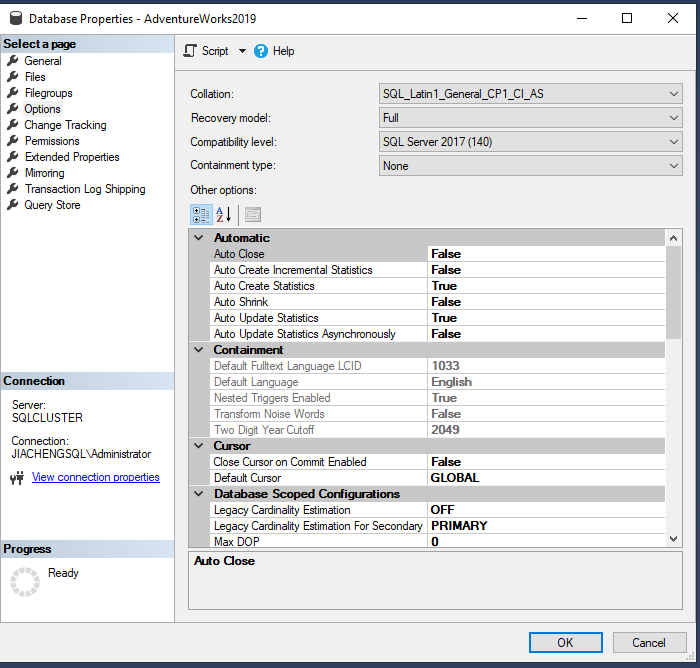 Database Properties - AdventureWorks2019
Select a page
General
Files
Filegroups
Options
Change Tracking
Permissions
Extended Properties
Mirroring
Transaction Log Shipping
Query Store
Connection
Server:
SQLCLUSTER
Connection:
JIACHENGSQL\Administrator
View connection properties
Progress
Ready
Script Help
Collation: SQL_Latin1_General_CP1_CI_AS
Recovery model: Full
Compatibility level: SQL Server 2017 (140)
Containment type: None
Other options:
Automatic
Auto Close False
Auto Create Incremental Statistics False
Auto Create Statistics True
Auto Shrink False
Auto Update Statistics True
Auto Update Statistics Asynchronously False
Containment
Default Fulltext Language LCID 1033
Default Language English
Nested Triggers Enabled True
Transform Noise Words False
Two Digit Year Cutoff 2049
Cursor
Close Cursor on Commit Enabled False
Default Cursor GLOBAL
Database Scoped Configurations
Legacy Cardinality Estimation OFF
Legacy Cardinality Estimation For Secondary PRIMARY
Max DOP 0
Auto Close
OK Cancel